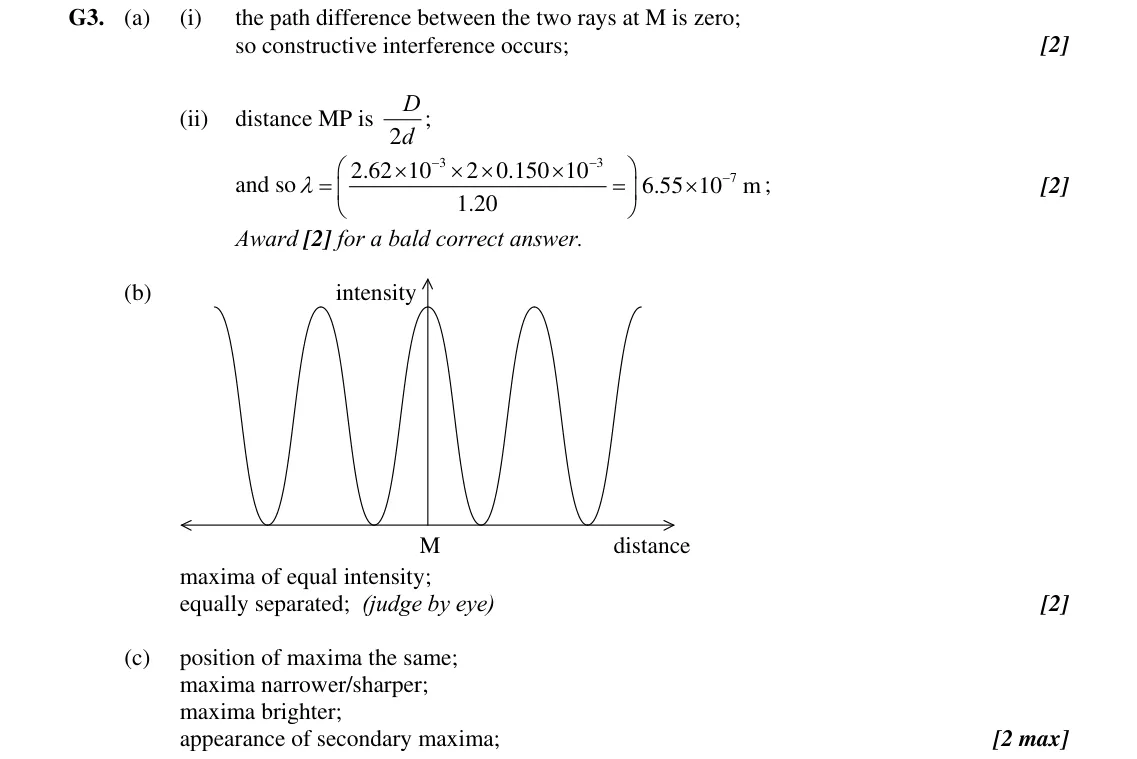 G3. (a) (i) the path difference between the two rays at M is zero;
so constructive interference occurs; [2]
(ii) distance MP is D/2d;
and so λ = (2.62×10⁻³×2×0.150×10⁻³/1.20 =) 6.55×10⁻⁷ m; [2]
Award [2] for a bald correct answer.
(b) intensity
M distance
maxima of equal intensity;
equally separated; (judge by eye) [2]
(c) position of maxima the same;
maxima narrower/sharper;
maxima brighter;
appearance of secondary maxima; [2 max]